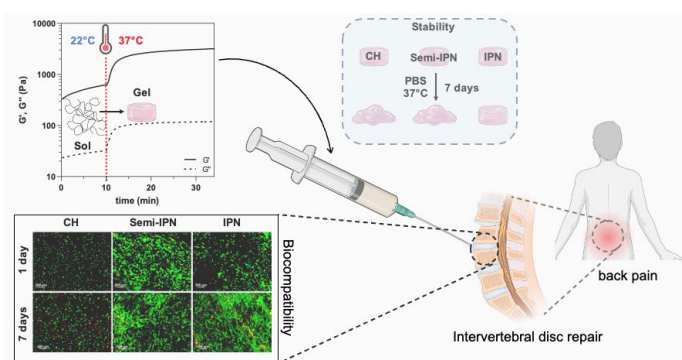 10000
1000
100
10
G', G'' (Pa)
22°C
37°C
Gel
Sol
G'
G''
0
10
20
30
time (min)
Stability
CH
Semi-IPN
IPN
PBS
37°C
7 days
CH
Semi-IPN
IPN
1 day
7 days
Biocompatibility
back pain
Intervertebral disc repair